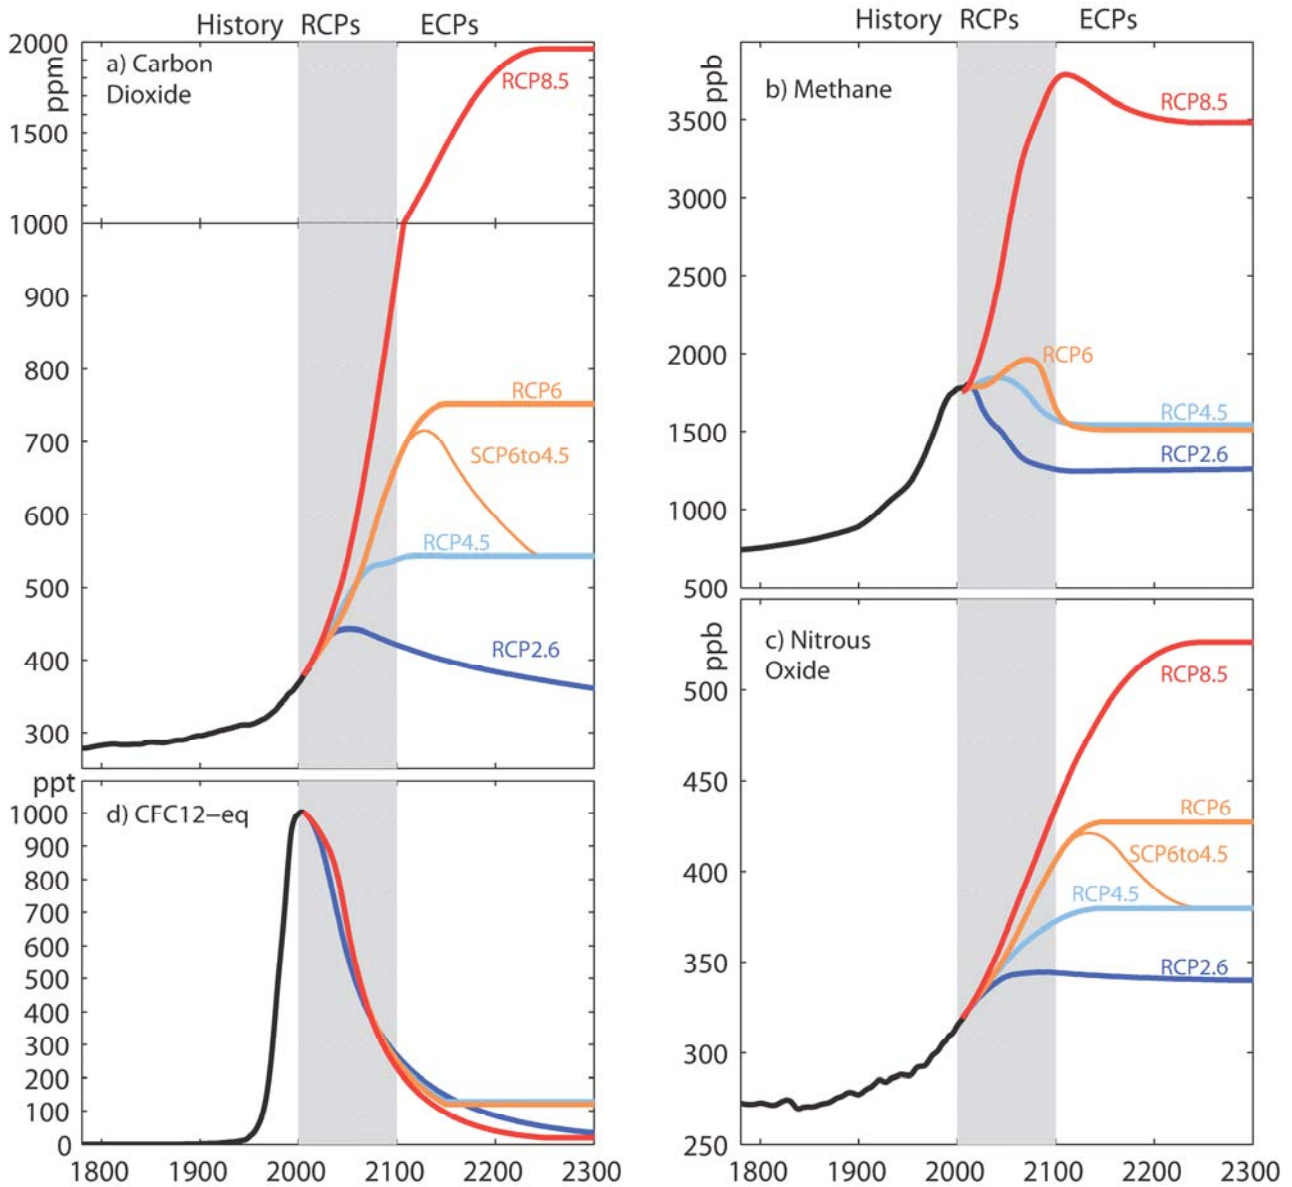 History RCPs ECPs
2000
ppm
a) Carbon
Dioxide
RCP8.5
1500
1000
900
800
RCP6
700
SCP6to4.5
600
RCP4.5
500
RCP2.6
400
300
ppt
d) CFC12-eq
1000
900
800
700
600
500
400
300
200
100
0
1800 1900 2000 2100 2200 2300
History RCPs ECPs
ppb
b) Methane
RCP8.5
3500
3000
2500
2000
RCP6
RCP4.5
1500
RCP2.6
1000
500
ppb
c) Nitrous
Oxide
RCP8.5
500
450
RCP6
SCP6to4.5
400
RCP4.5
350
RCP2.6
300
250
1800 1900 2000 2100 2200 2300